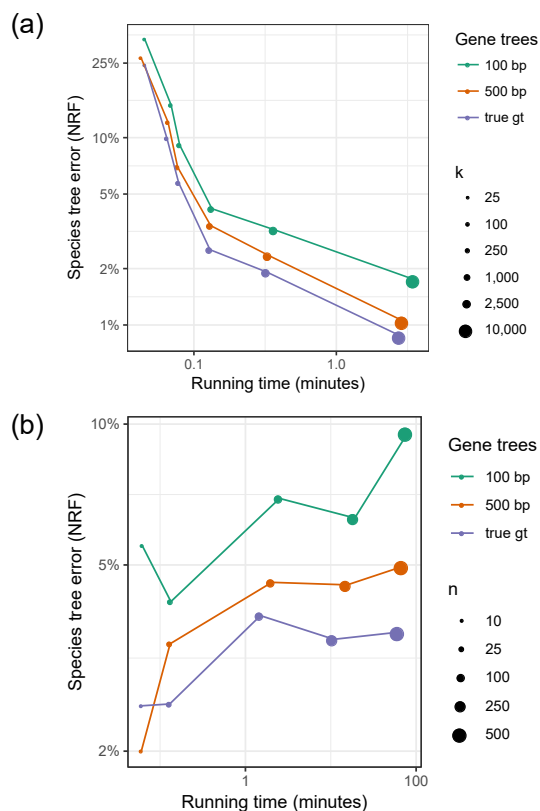 (a)
Species tree error (NRF)
25%
10%
5%
2%
1%
0.1 1.0
Running time (minutes)
Gene trees
100 bp
500 bp
true gt
k
25
100
250
1,000
2,500
10,000
(b)
Species tree error (NRF)
10%
5%
2%
1 100
Running time (minutes)
Gene trees
100 bp
500 bp
true gt
n
10
25
100
250
500